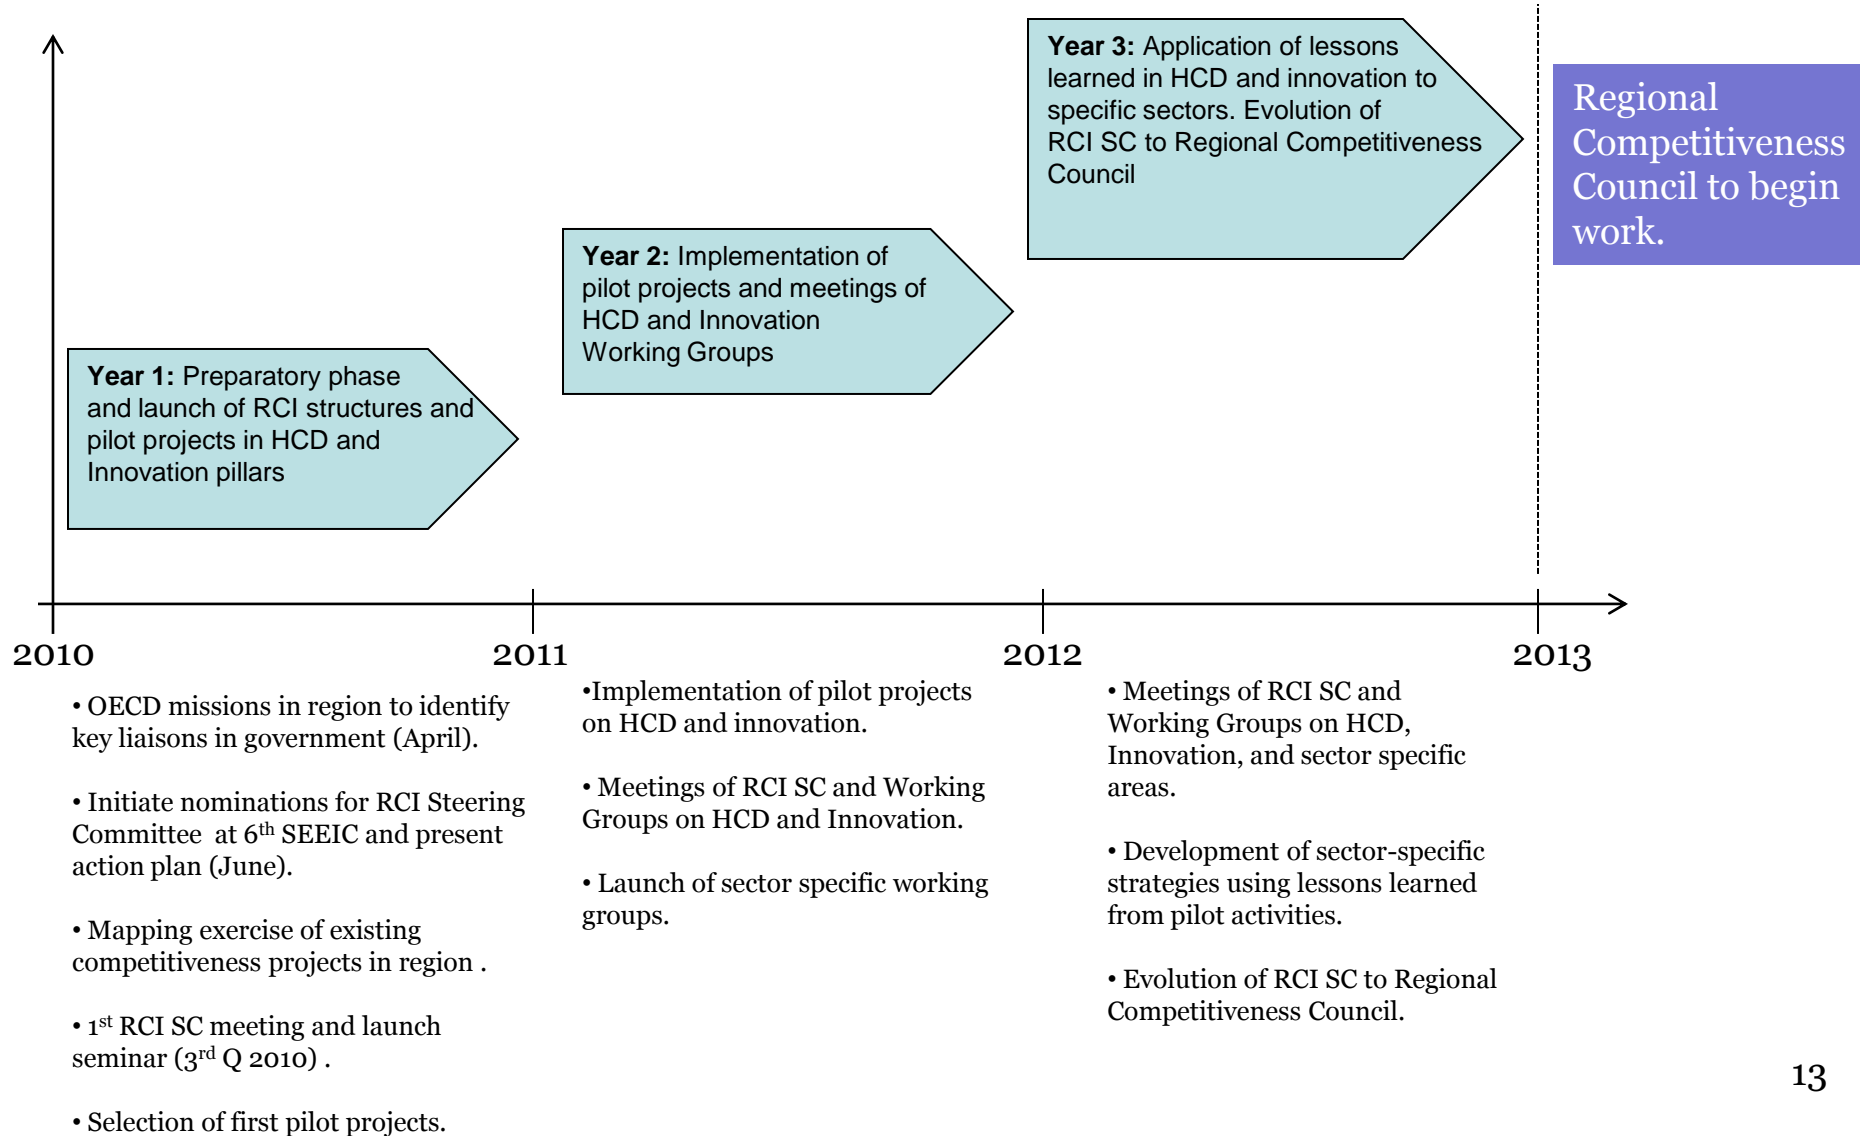 Year 3: Application of lessons
learned in HCD and innovation to
specific sectors. Evolution of
RCI SC to Regional Competitiveness
Council
Regional
Competitiveness
Council to begin
work.
Year 2: Implementation of
pilot projects and meetings of
HCD and Innovation
Working Groups
Year 1: Preparatory phase
and launch of RCI structures and
pilot projects in HCD and
Innovation pillars
2010
2011
2012
2013
• OECD missions in region to identify
key liaisons in government (April).
• Initiate nominations for RCI Steering
Committee  at 6th SEEIC and present
action plan (June).
• Mapping exercise of existing
competitiveness projects in region .
• 1st RCI SC meeting and launch
seminar (3rd Q 2010) .
• Selection of first pilot projects.
•Implementation of pilot projects
on HCD and innovation.
• Meetings of RCI SC and Working
Groups on HCD and Innovation.
• Launch of sector specific working
groups.
• Meetings of RCI SC and
Working Groups on HCD,
Innovation, and sector specific
areas.
• Development of sector-specific
strategies using lessons learned
from pilot activities.
• Evolution of RCI SC to Regional
Competitiveness Council.
13